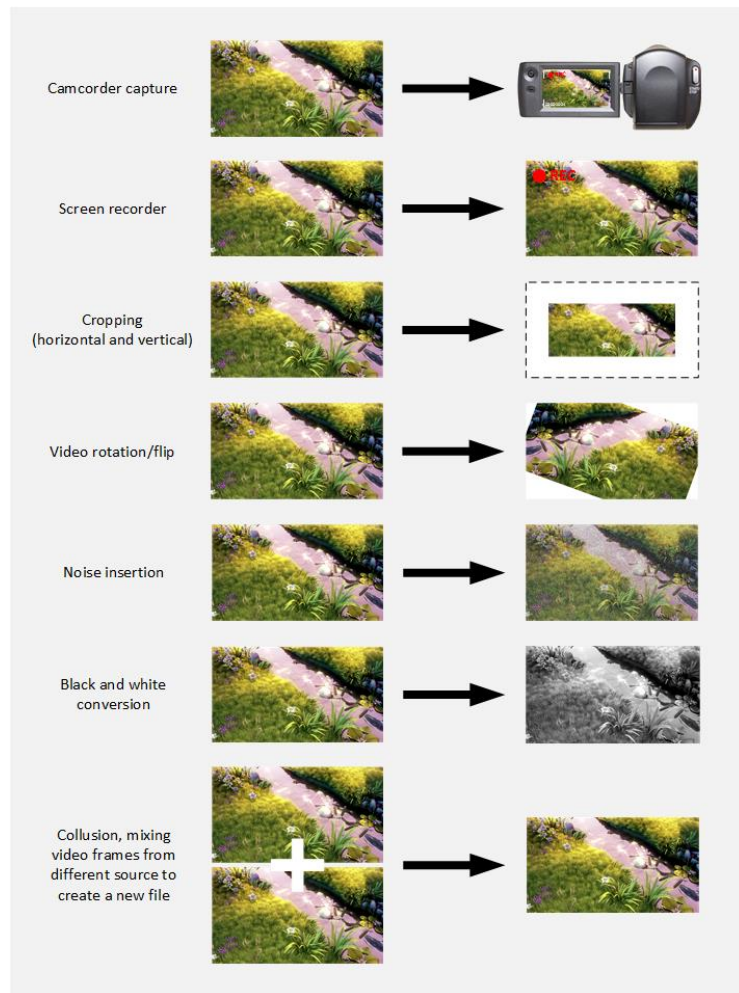 Camcorder capture
Screen recorder
REC
Cropping
(horizontal and vertical)
Video rotation/flip
Noise insertion
Black and white
conversion
Collusion, mixing
video frames from
different source to
create a new file